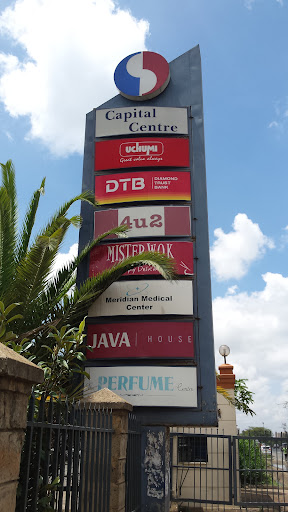 Capital
Centre
uchumi
Great value always
DTB
DIAMOND
TRUST
BANK
4u2
MISTER WOK
Meridian Medical
Center
JAVA HOUSE
PERFUME